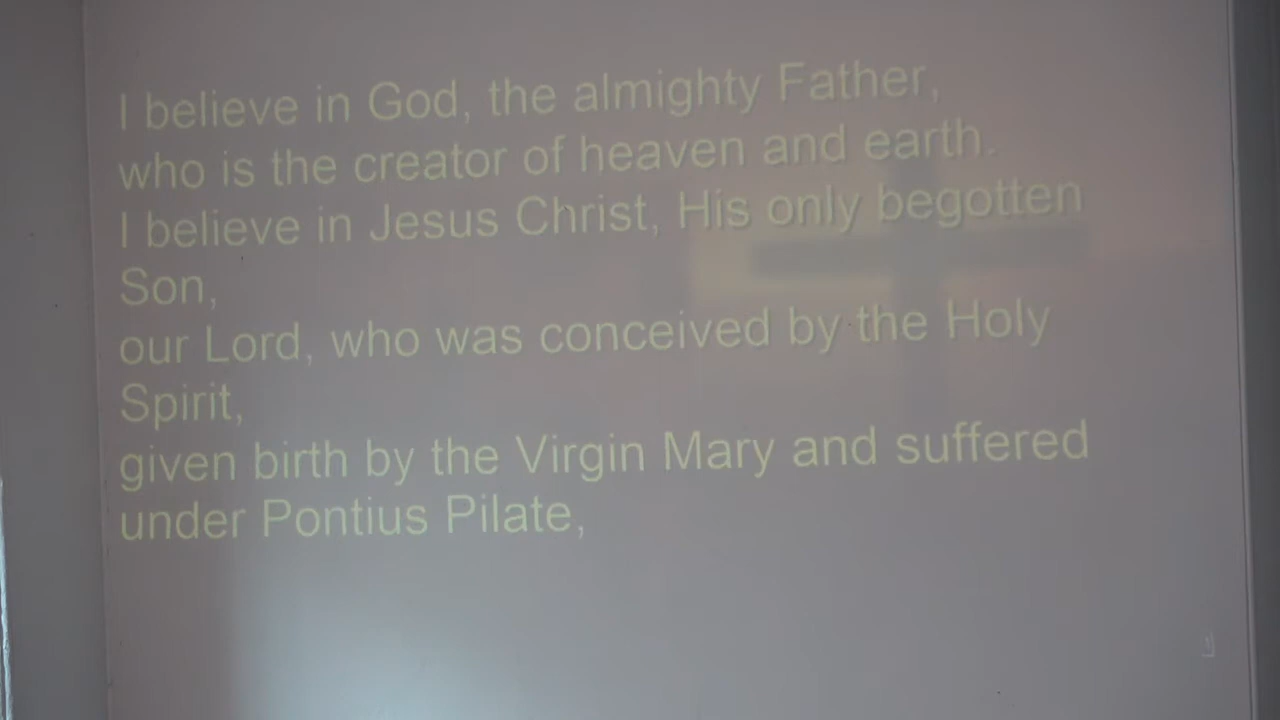 I believe in God, the almighty Father,
who is the creator of heaven and earth.
I believe in Jesus Christ, His only begotten
Son,
our Lord, who was conceived by the Holy
Spirit,
given birth by the Virgin Mary and suffered
under Pontius Pilate,